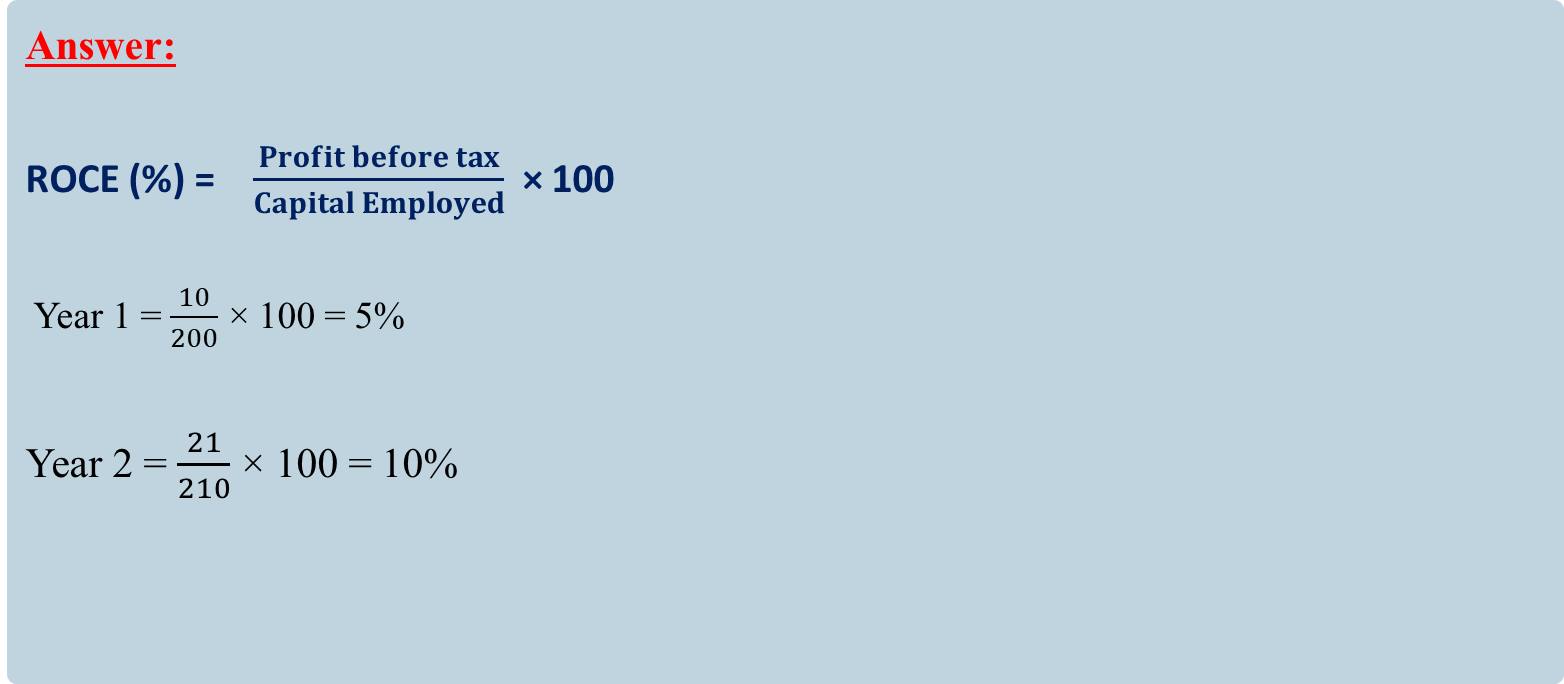 Answer:
ROCE (%) = Profit before tax / Capital Employed × 100
Year 1 = 10/200 × 100 = 5%
Year 2 = 21/210 × 100 = 10%